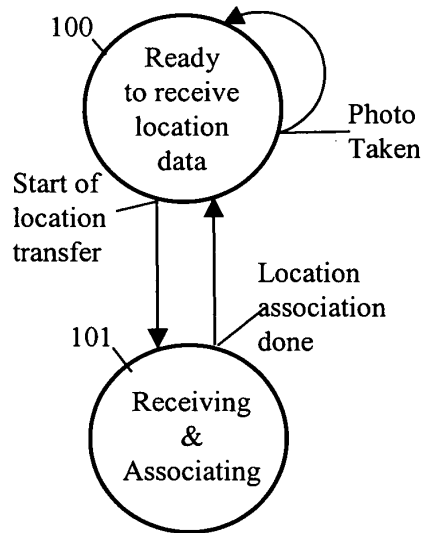 100
Ready
to receive
location
data
Photo
Taken
Start of
location
transfer
Location
association
done
101
Receiving
&
Associating